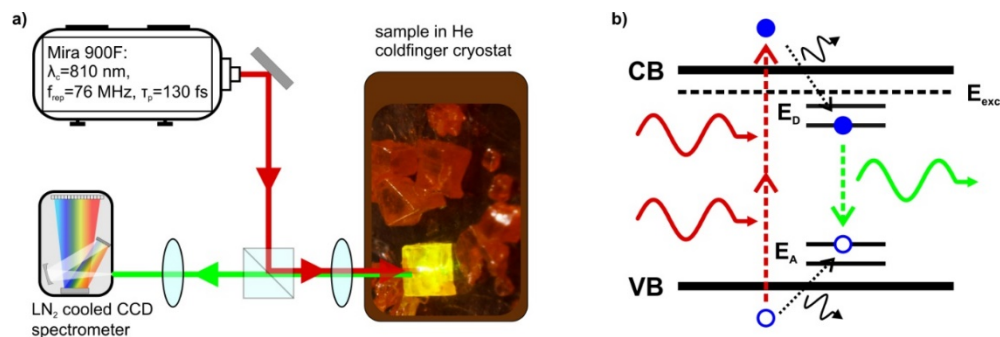 a)
Mira 900F:
λc=810 nm,
frep=76 MHz, τp=130 fs
sample in He
coldfinger cryostat
LN2 cooled CCD
spectrometer
b)
CB
Eexc
ED
EA
VB